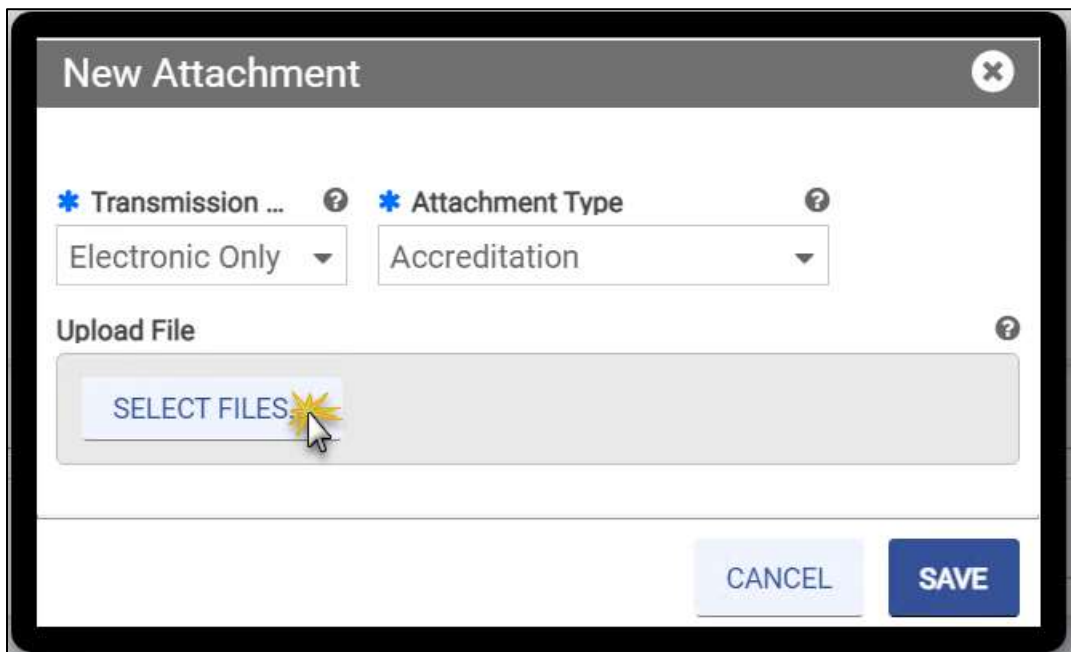 New Attachment
* Transmission ... * Attachment Type
Electronic Only Accreditation
Upload File
SELECT FILES..
CANCEL SAVE